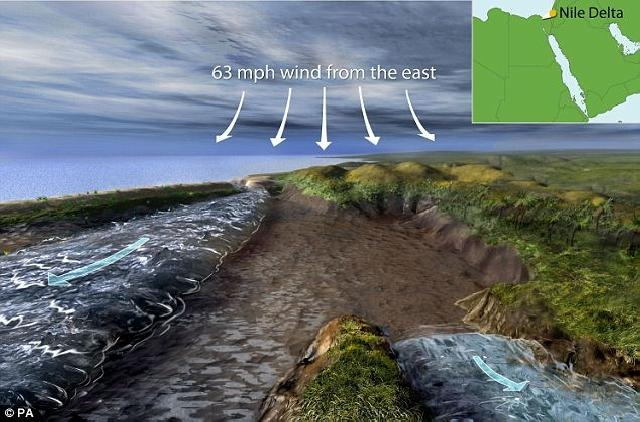 Nile Delta
63 mph wind from the east
© PA